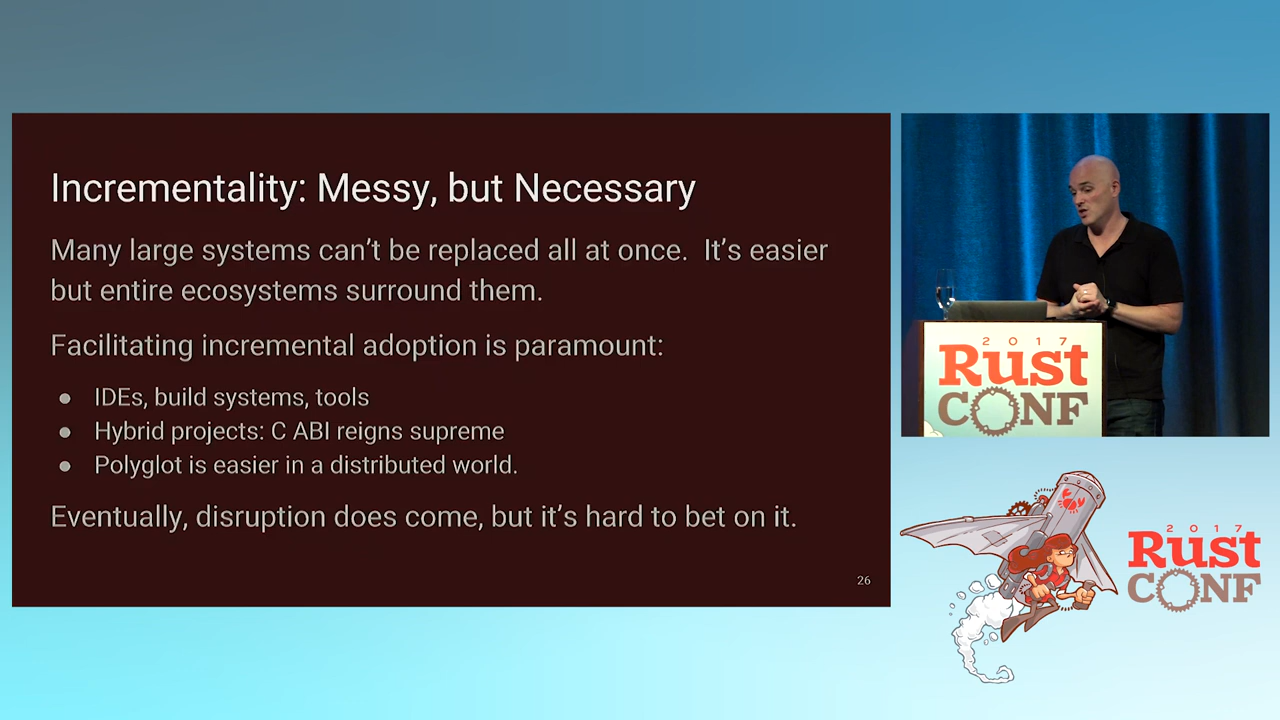 Incrementality: Messy, but Necessary
Many large systems can't be replaced all at once.  It's easier
but entire ecosystems surround them.
Facilitating incremental adoption is paramount:
● IDEs, build systems, tools
● Hybrid projects: C ABI reigns supreme
● Polyglot is easier in a distributed world.
Eventually, disruption does come, but it's hard to bet on it.
26
2017
Rust
CONF
2017
Rust
CONF